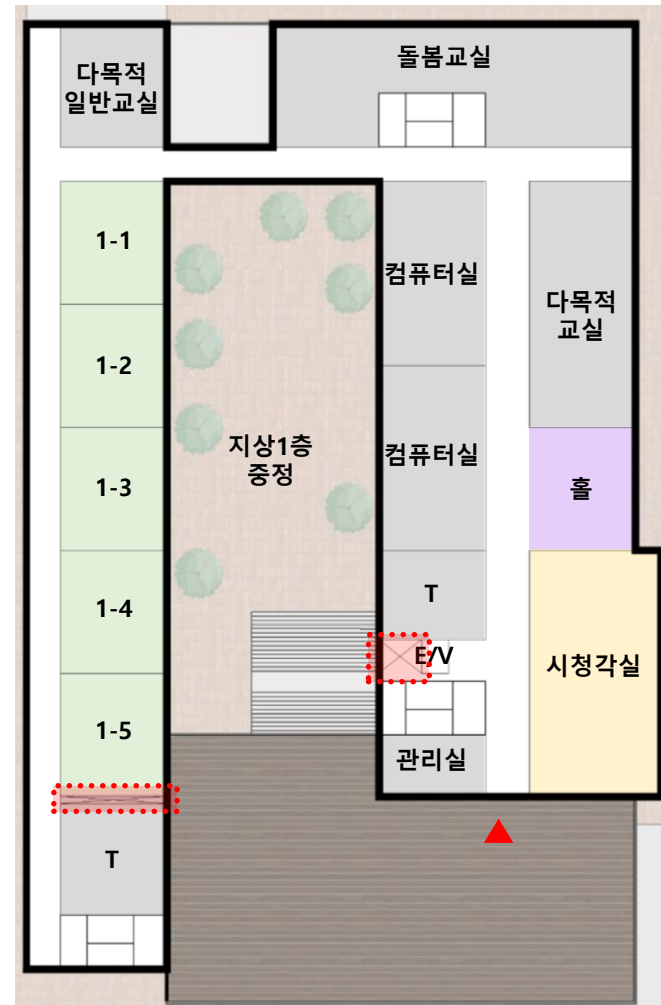 다목적
일반교실
돌봄교실
1-1
1-2
1-3
1-4
1-5
T
지상1층
중정
컴퓨터실
컴퓨터실
T
E/V
관리실
다목적
교실
홀
시청각실